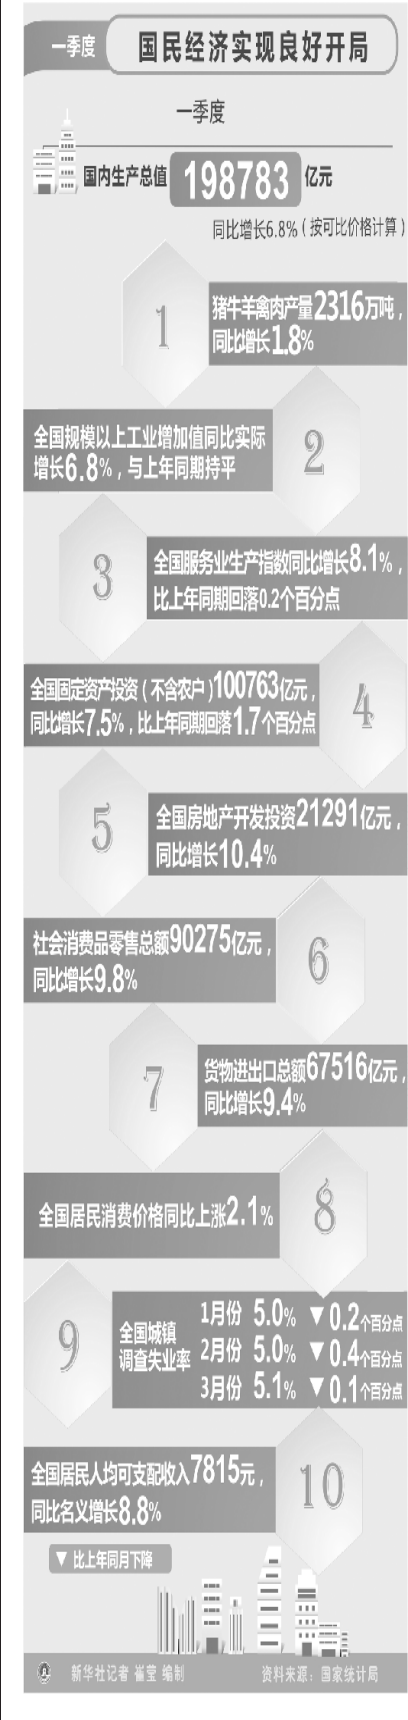 一季度 国民经济实现良好开局
一季度
国内生产总值 198783 亿元
同比增长6.8%（按可比价格计算）
1
猪牛羊禽肉产量2316万吨，
同比增长1.8%
全国规模以上工业增加值同比实际
增长6.8%，与上年同期持平
2
3
全国服务业生产指数同比增长8.1%，
比上年同期回落0.2个百分点
全国固定资产投资（不含农户）100763亿元，
同比增长7.5%，比上年同期回落1.7个百分点
4
5
全国房地产开发投资21291亿元，
同比增长10.4%
社会消费品零售总额90275亿元，
同比增长9.8%
6
7
货物进出口总额67516亿元，
同比增长9.4%
全国居民消费价格同比上涨2.1%
8
9
全国城镇
调查失业率
1月份 5.0% ▼0.2个百分点
2月份 5.0% ▼0.4个百分点
3月份 5.1% ▼0.1个百分点
全国居民人均可支配收入7815元，
同比名义增长8.8%
10
▼ 比上年同月下降
新华社记者 崔莹 编制 资料来源：国家统计局